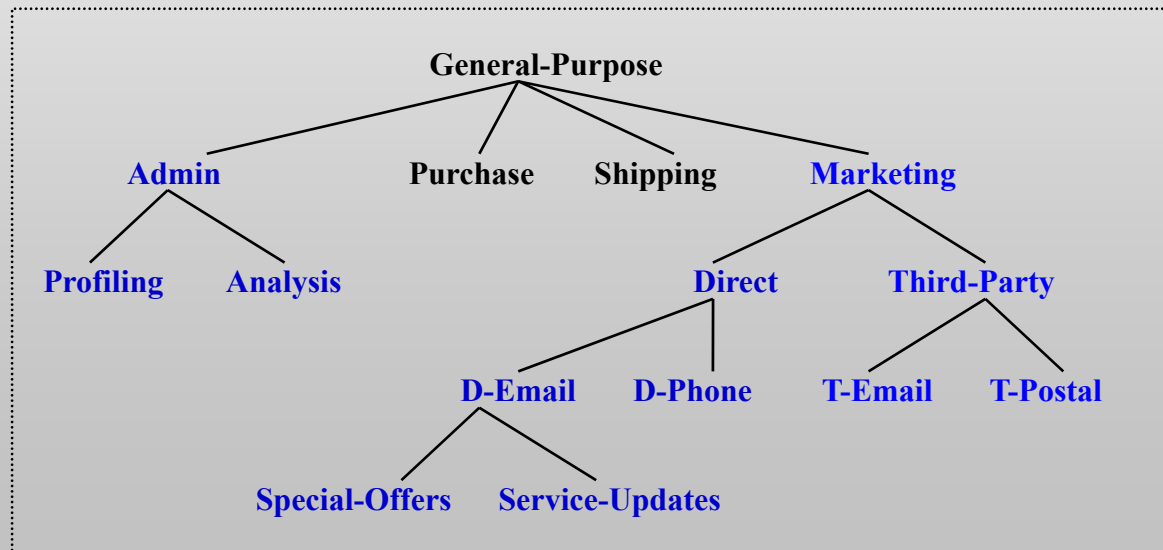 General-Purpose
Admin Purchase Shipping Marketing
Profiling Analysis Direct Third-Party
D-Email D-Phone T-Email T-Postal
Special-Offers Service-Updates